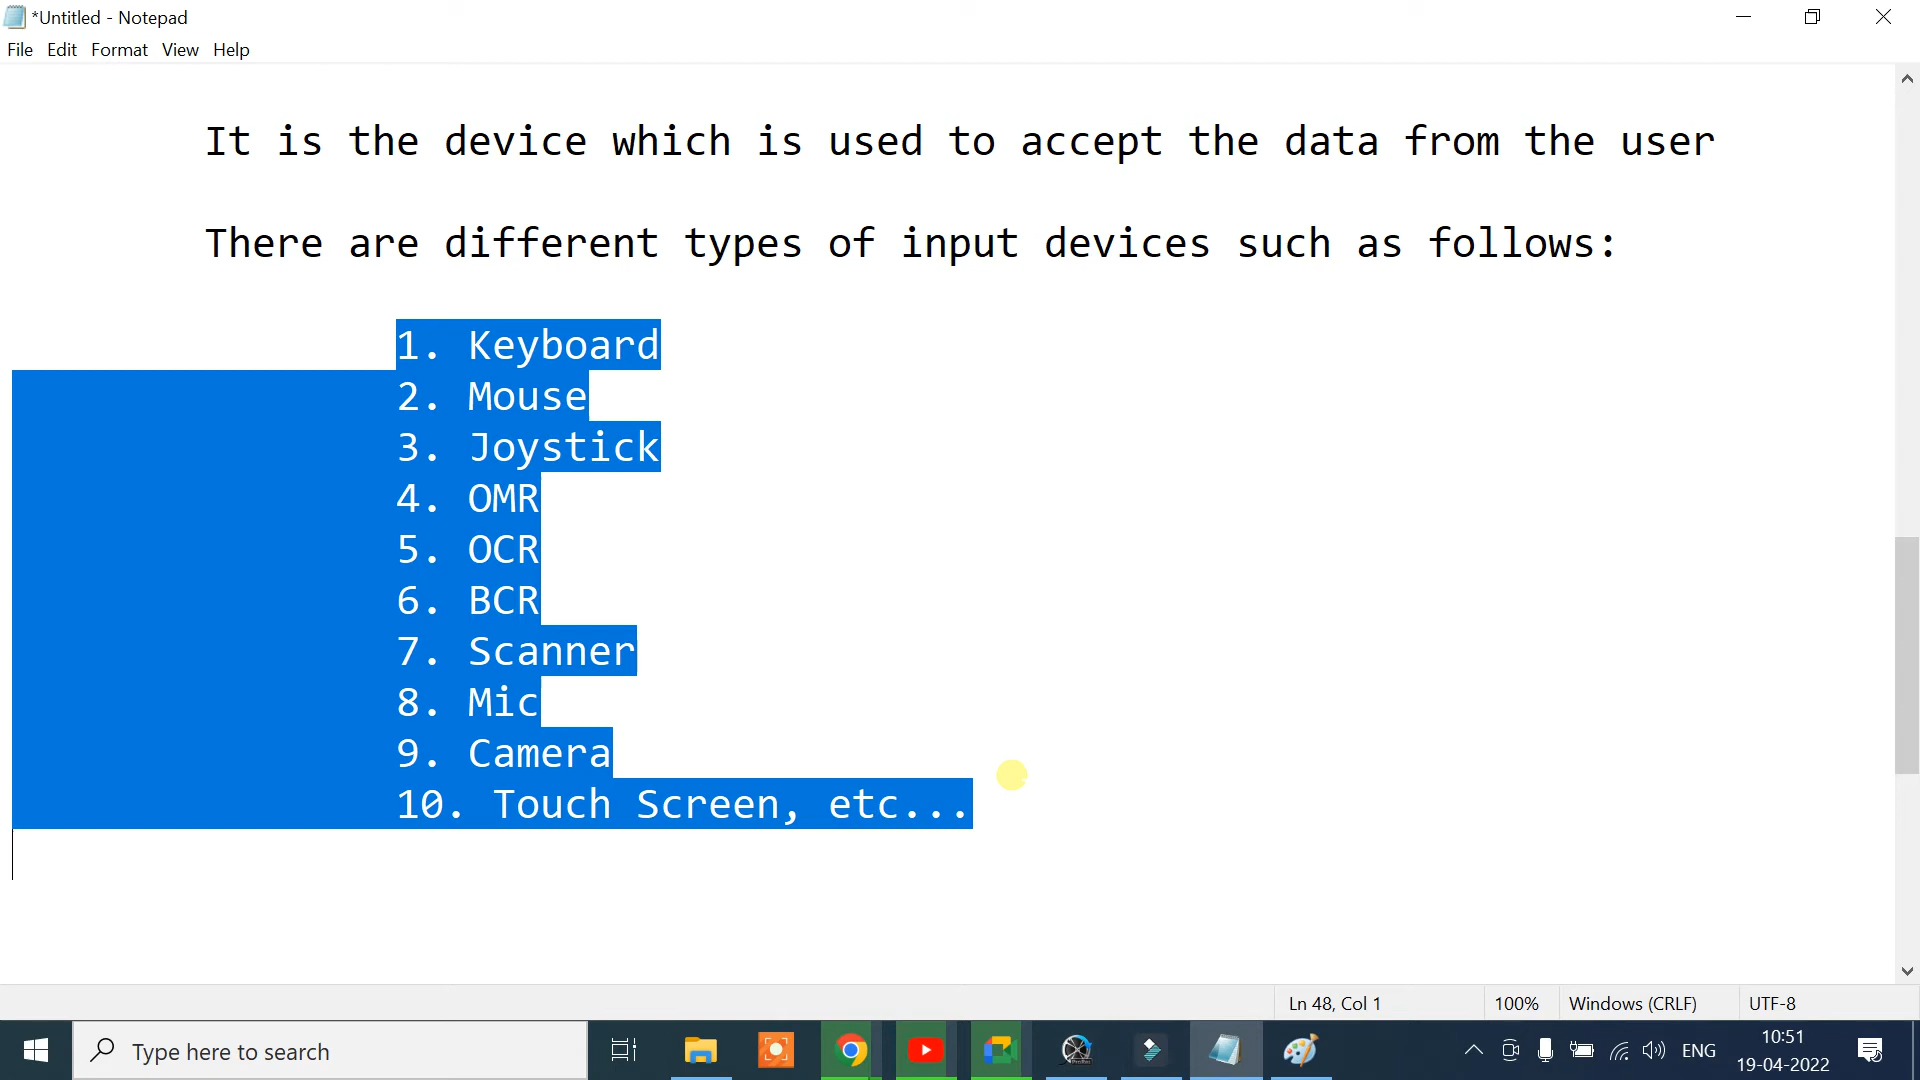 *Untitled - Notepad
File Edit Format View Help
It is the device which is used to accept the data from the user
There are different types of input devices such as follows:
1. Keyboard
2. Mouse
3. Joystick
4. OMR
5. OCR
6. BCR
7. Scanner
8. Mic
9. Camera
10. Touch Screen, etc...
Ln 48, Col 1 100% Windows (CRLF) UTF-8
Type here to search
ENG
10:51
19-04-2022